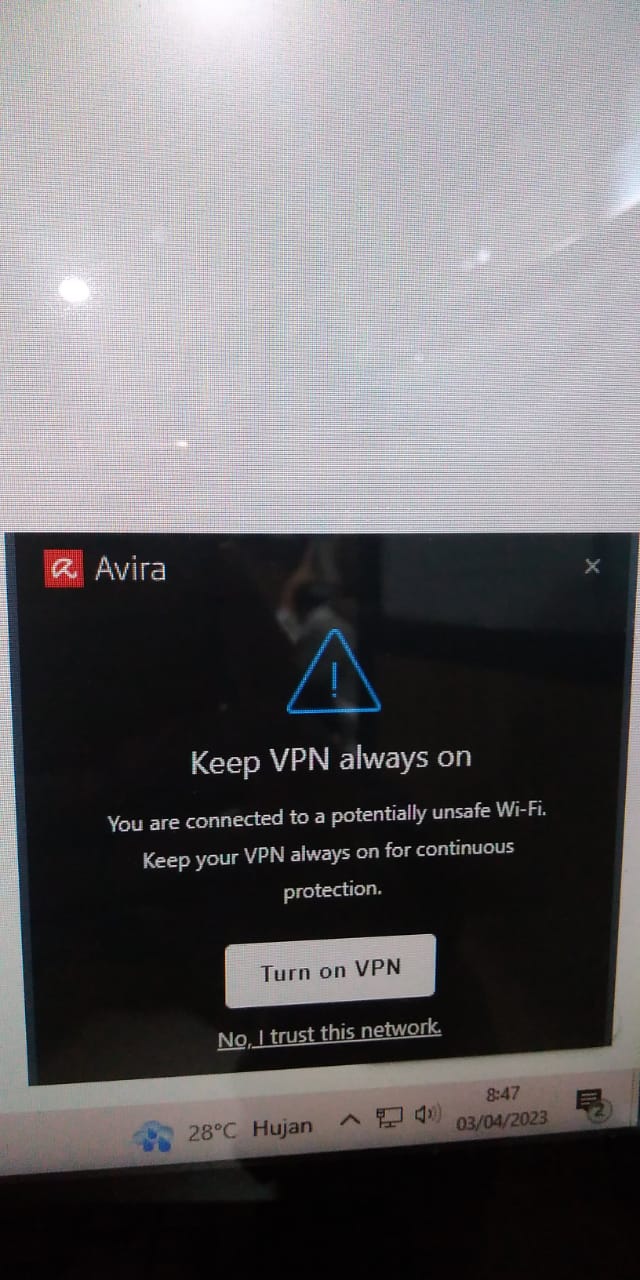 Avira
Keep VPN always on
You are connected to a potentially unsafe Wi-Fi.
Keep your VPN always on for continuous
protection.
Turn on VPN
No, I trust this network.
28°C Hujan
8:47
03/04/2023
2